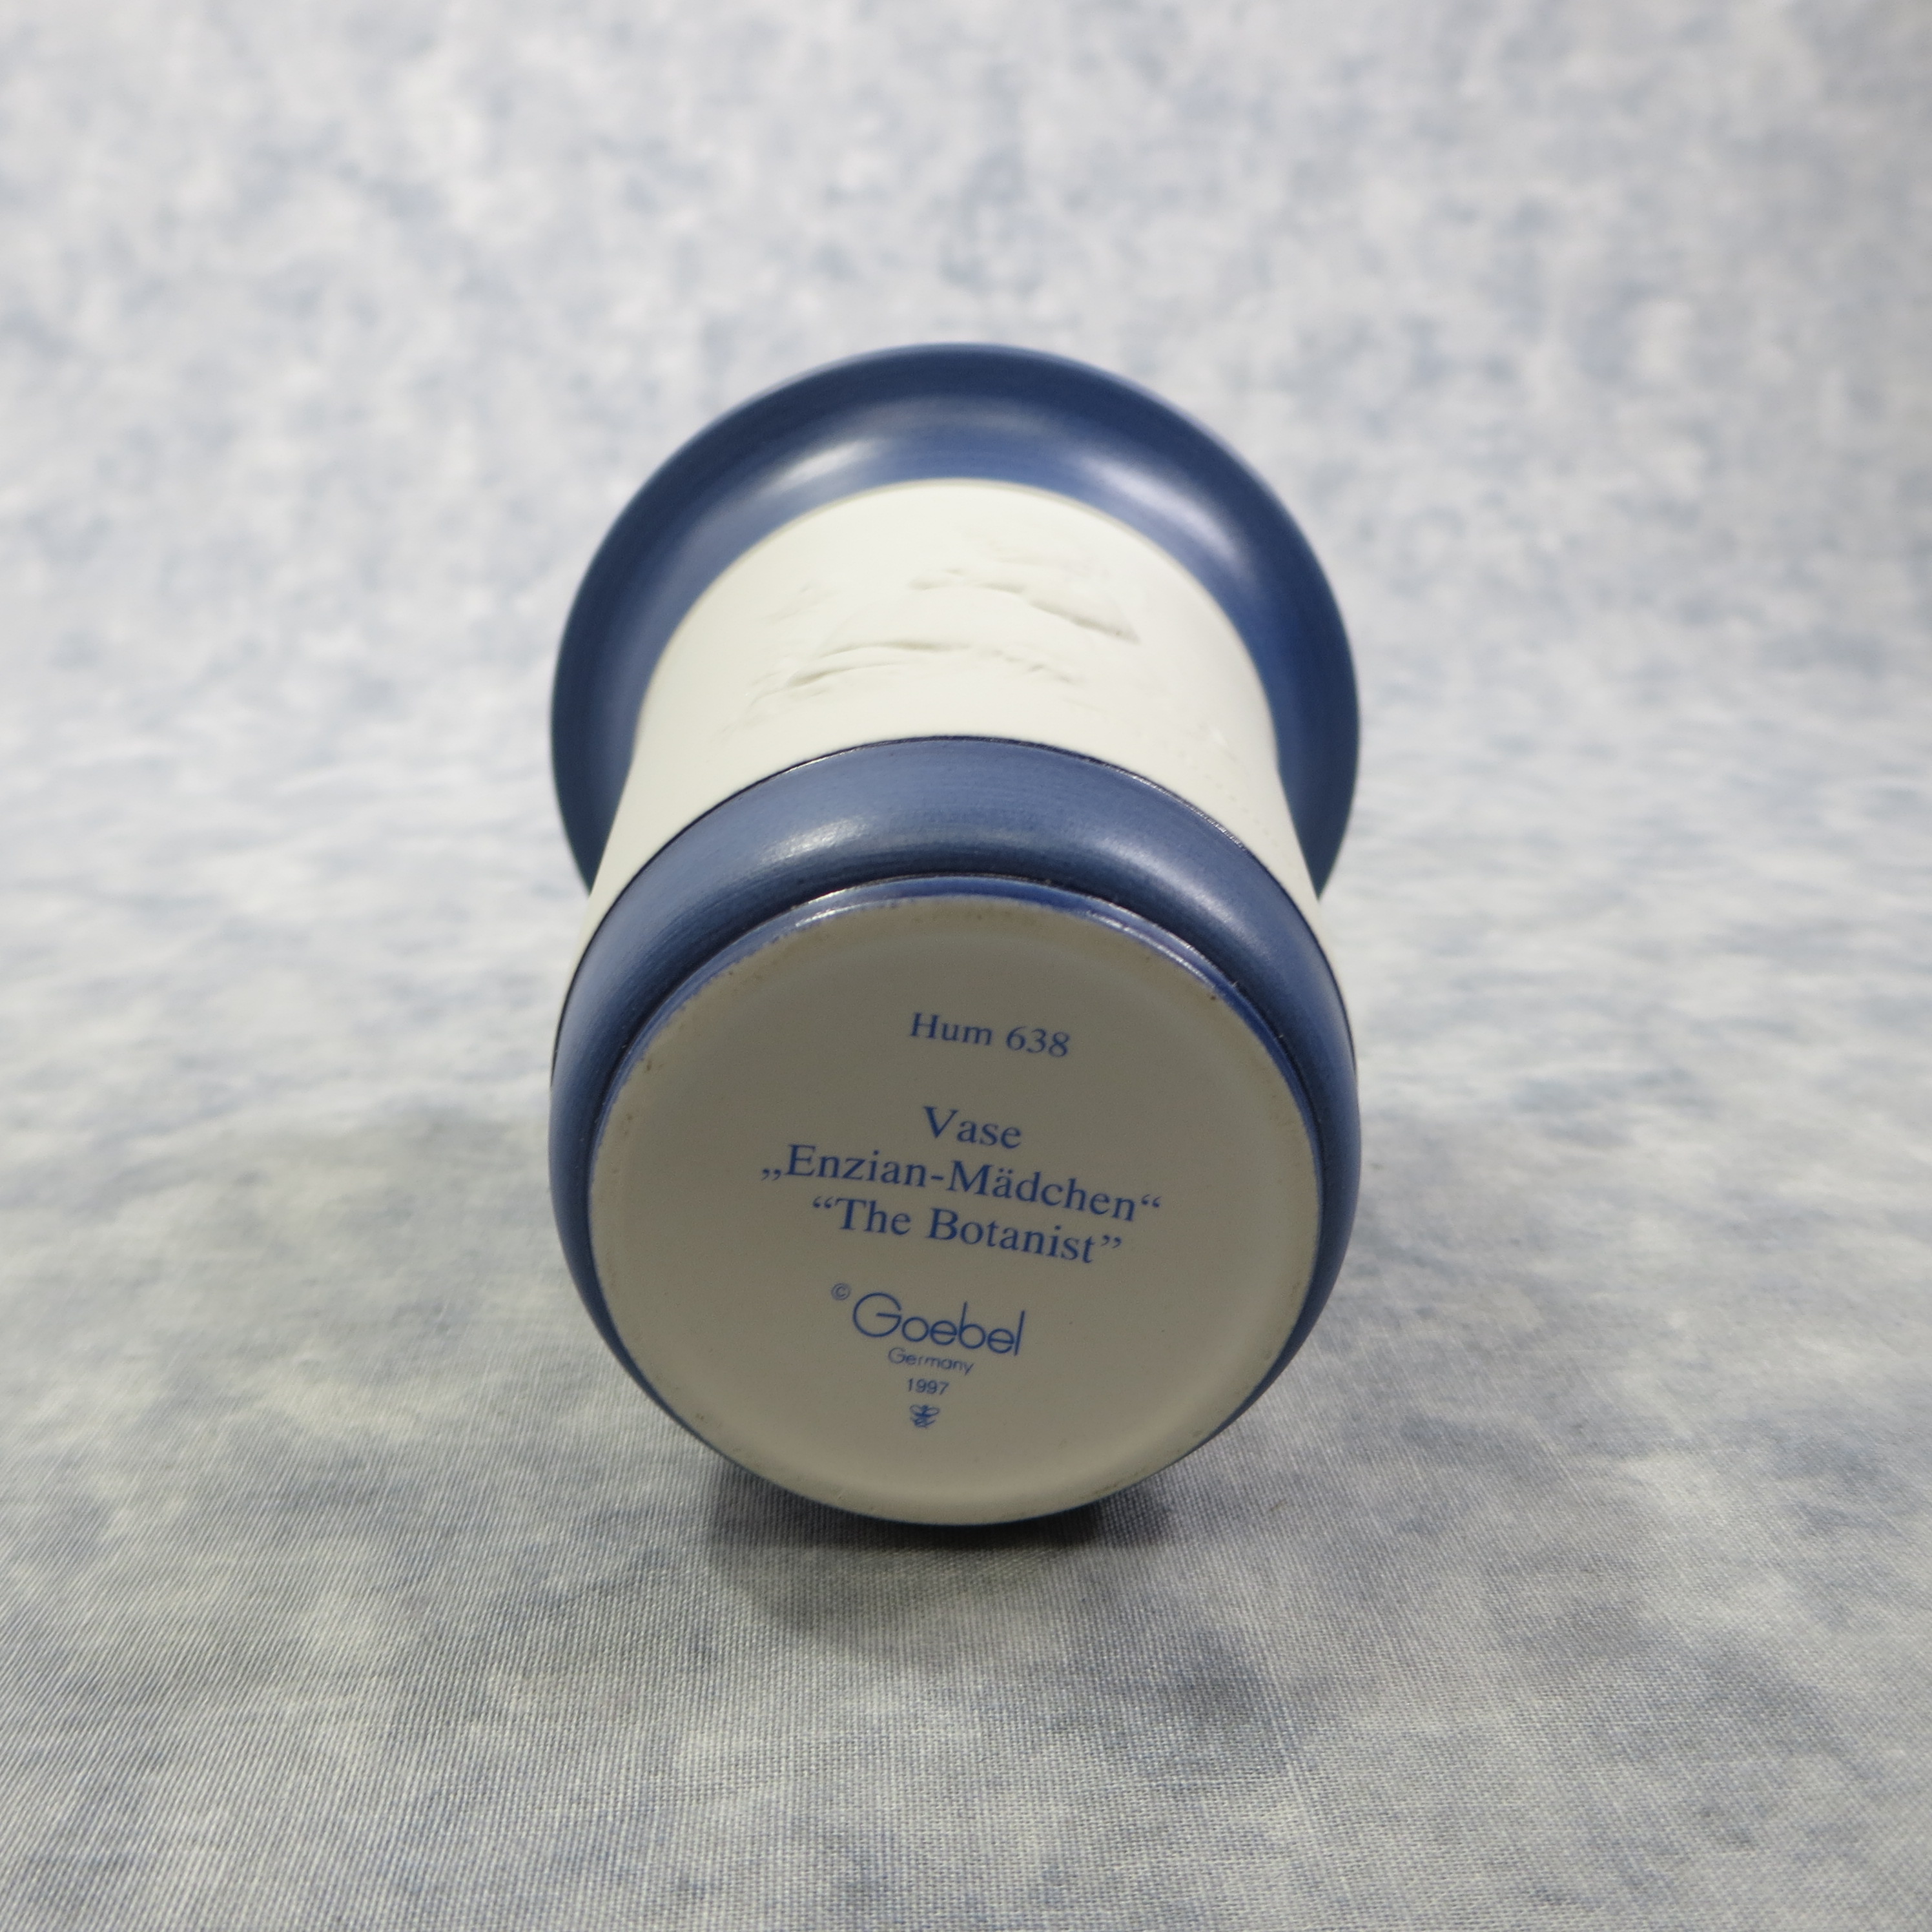 Hum 638
Vase
„Enzian-Mädchen“
“The Botanist”
© Goebel
Germany
1997